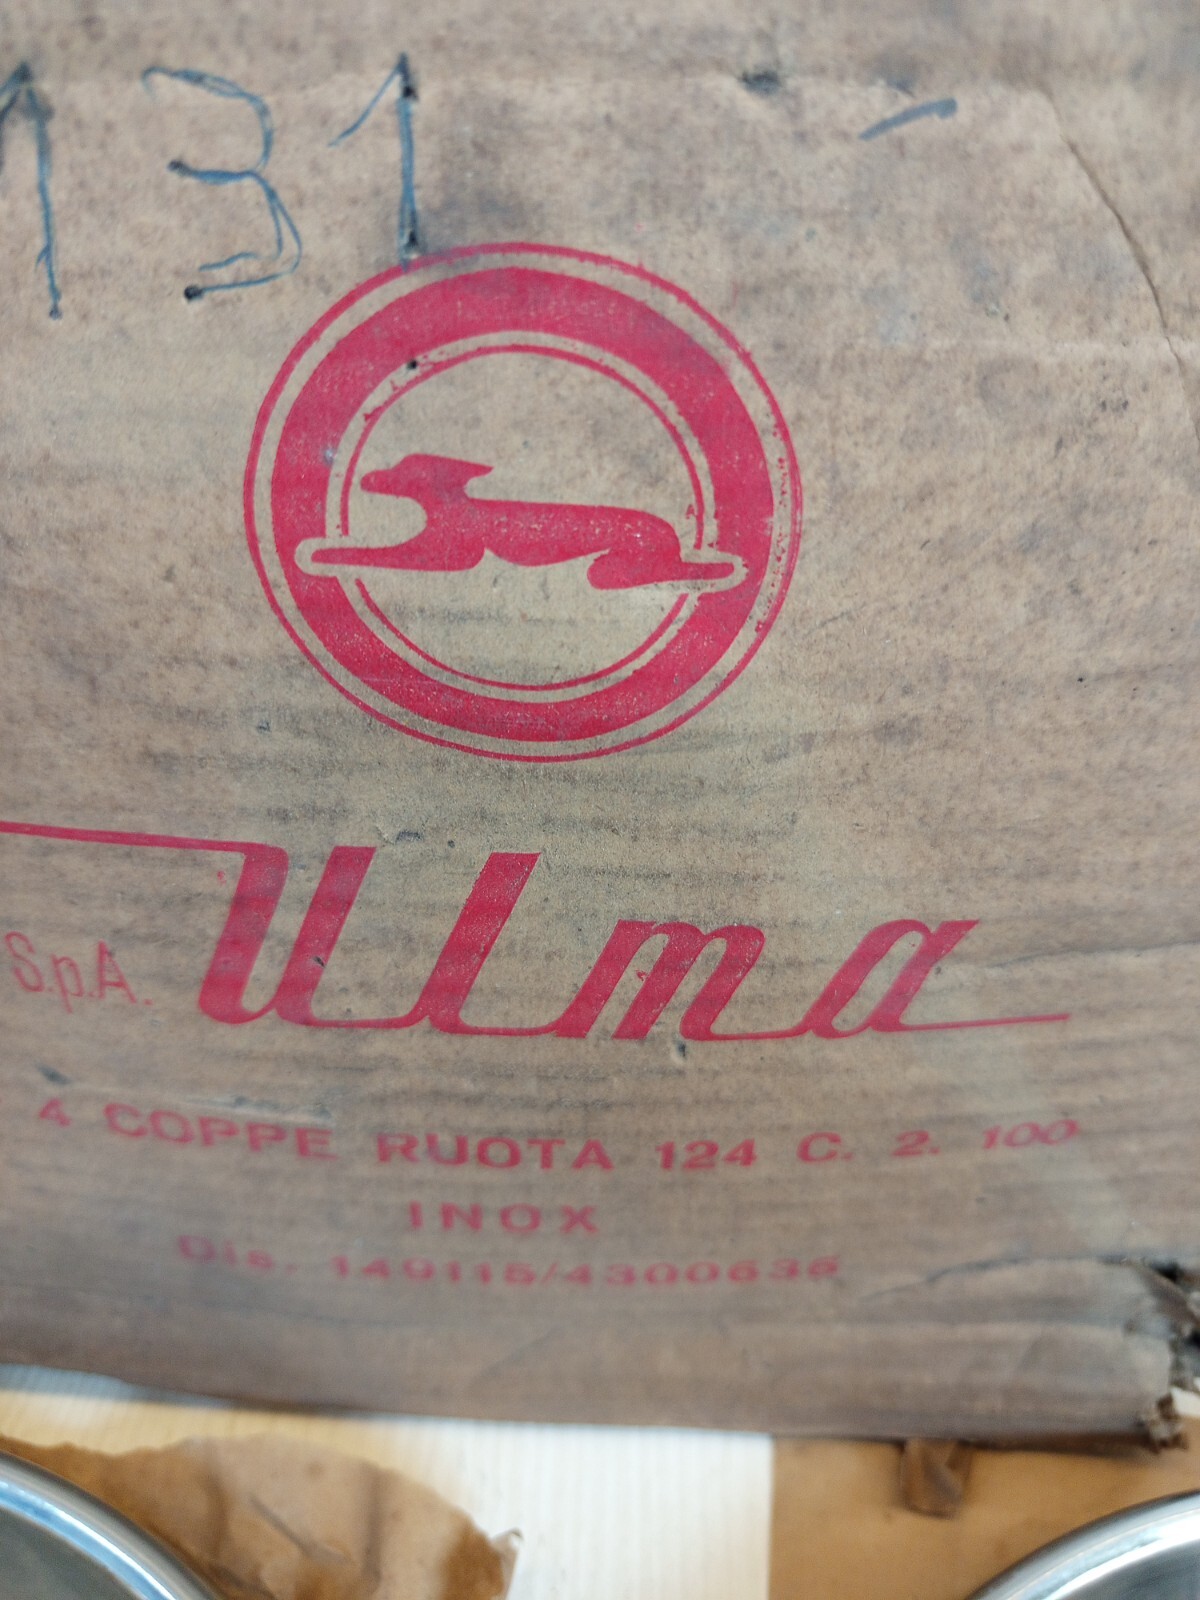 131
S.p.A. Ulma
4 COPPE RUOTA 124 C. 2. 100
INOX
Dis. 149115/4300636